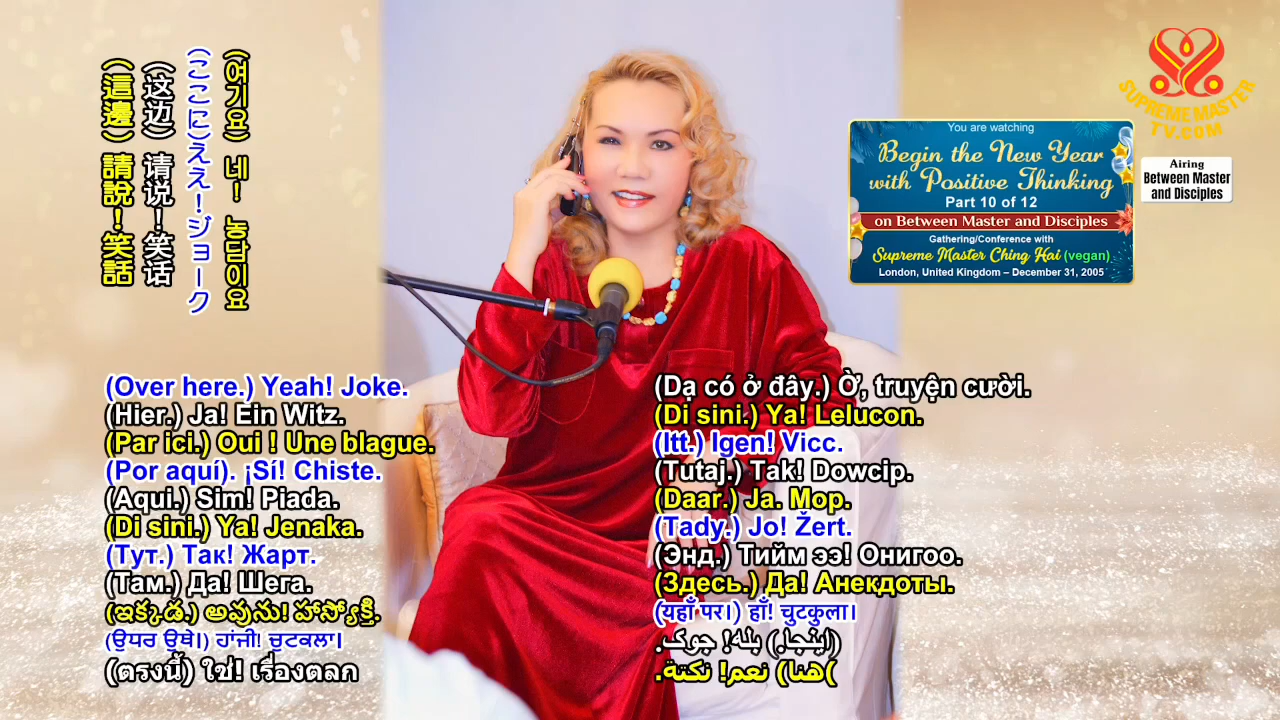 (여기요) 네! 농담이요
(ここに)ええ!ジョーク
(这边) 请说!笑话
(這邊) 請說!笑話
SUPREME MASTER
TV.COM
You are watching
Begin the New Year
with Positive Thinking
Part 10 of 12
on Between Master and Disciples
Gathering/Conference with
Supreme Master Ching Hai (vegan)
London, United Kingdom – December 31, 2005
Airing
Between Master
and Disciples
(Over here.) Yeah! Joke.
(Hier.) Ja! Ein Witz.
(Par ici.) Oui ! Une blague.
(Por aquí). ¡Sí! Chiste.
(Aqui.) Sim! Piada.
(Di sini.) Ya! Jenaka.
(Тут.) Так! Жарт.
(Там.) Да! Шега.
(ఇక్కడ.) అవును! హాస్యోక్తి.
(ਉਧਰ ਉਥੇ।) ਹਾਂਜੀ! ਚੁਟਕਲਾ।
(ตรงนี้) ใช่! เรื่องตลก
(Dạ có ở đây.) Ờ, truyện cười.
(Di sini.) Ya! Lelucon.
(Itt.) Igen! Vicc.
(Tutaj.) Tak! Dowcip.
(Daar.) Ja. Mop.
(Tady.) Jo! Žert.
(Энд.) Тийм ээ! Онигоо.
(Здесь.) Да! Анекдоты.
(यहाँ पर।) हाँ! चुटकुला।
(اینجا.) بله! جوک.
(هنا) نعم! نكتة.